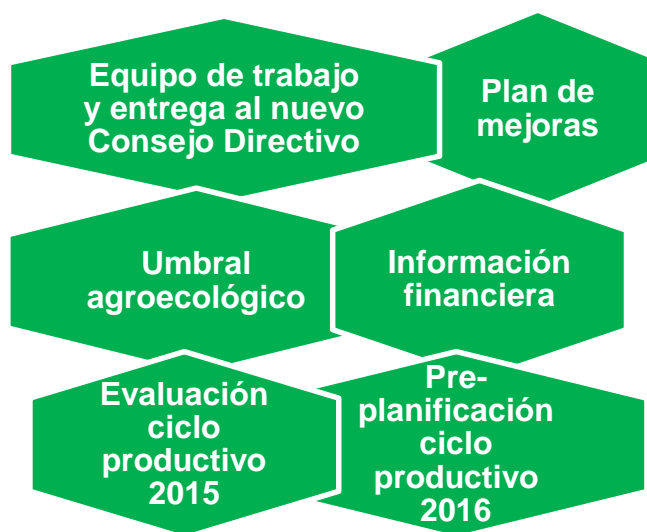 Equipo de trabajo
y entrega al nuevo
Consejo Directivo
Plan de
mejoras
Umbral
agroecológico
Información
financiera
Evaluación
ciclo
productivo
2015
Pre-
planificación
ciclo
productivo
2016